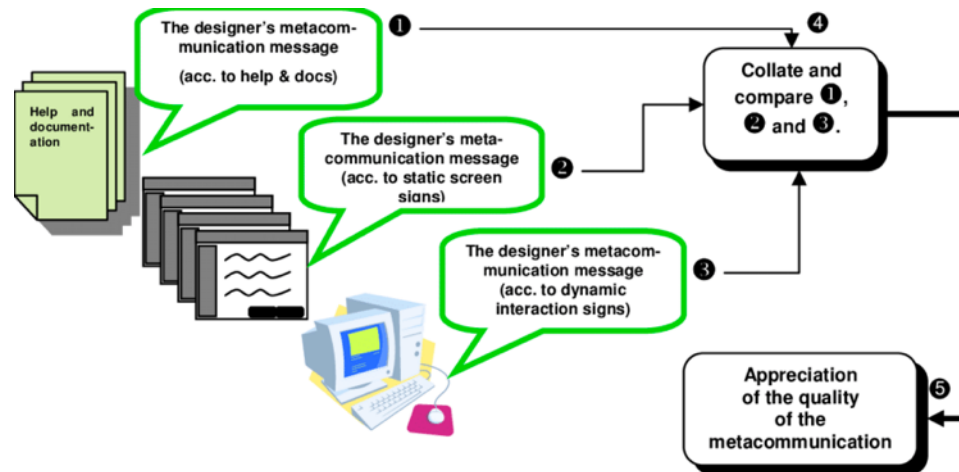 The designer's metacom-
munication message
(acc. to help & docs)
❶
❹
Help and
document-
ation
Collate and
compare ❶,
❷ and ❸.
The designer's meta-
communication message
(acc. to static screen
signs)
❷
The designer's metacom-
munication message
(acc. to dynamic
interaction signs)
❸
Appreciation
of the quality
of the
metacommunication
❺